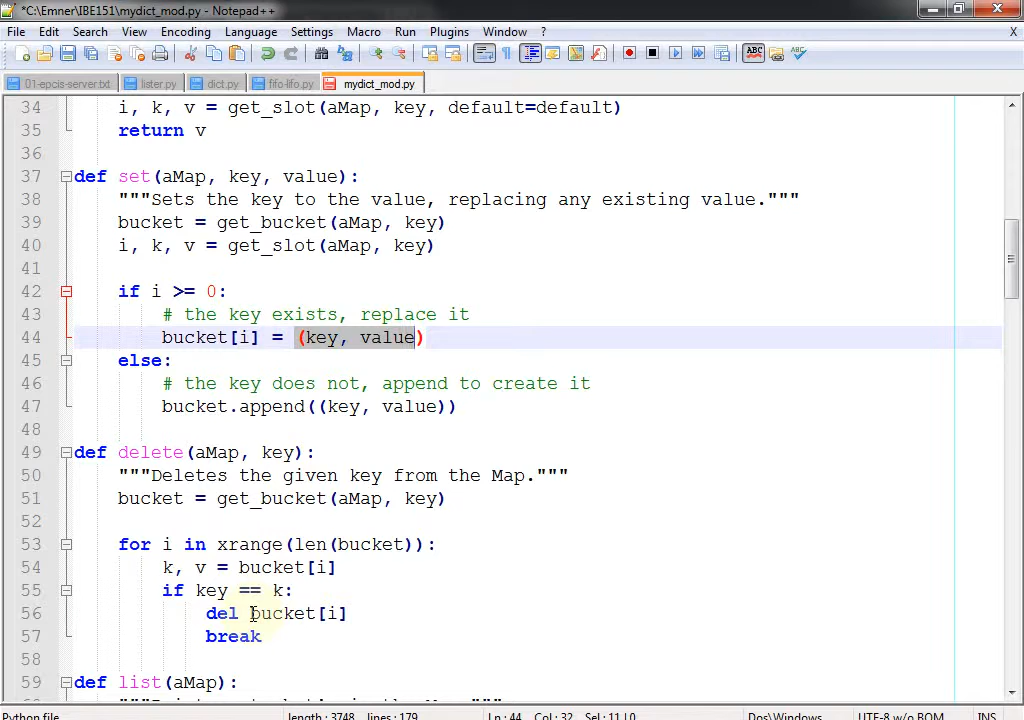 *C:\Emner\IBE151\mydict_mod.py - Notepad++
File Edit Search View Encoding Language Settings Macro Run Plugins Window ? X
01-epcis-server.txt lister.py dict.py fifo-lifo.py mydict_mod.py
34 i, k, v = get_slot(aMap, key, default=default)
35 return v
36
37 def set(aMap, key, value):
38 """Sets the key to the value, replacing any existing value."""
39 bucket = get_bucket(aMap, key)
40 i, k, v = get_slot(aMap, key)
41
42 if i >= 0:
43 # the key exists, replace it
44 bucket[i] = (key, value)
45 else:
46 # the key does not, append to create it
47 bucket.append((key, value))
48
49 def delete(aMap, key):
50 """Deletes the given key from the Map."""
51 bucket = get_bucket(aMap, key)
52
53 for i in xrange(len(bucket)):
54 k, v = bucket[i]
55 if key == k:
56 del bucket[i]
57 break
58
59 def list(aMap):
Python file length : 3748 lines : 179 Ln : 44 Col : 32 Sel : 11 | 0 Dos\Windows UTF-8 w/o BOM INS